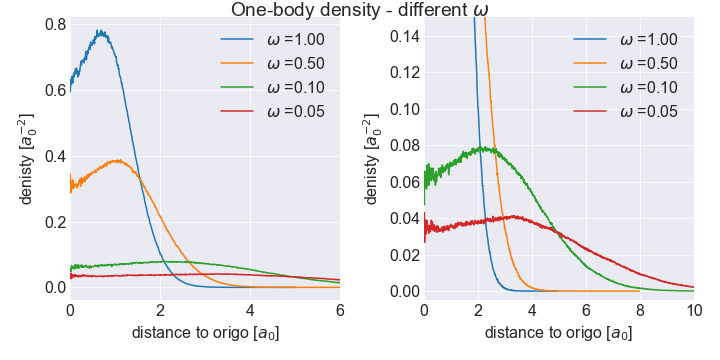 One-body density - different ω
0.8
0.6
0.4
0.2
0.0
denisty [a₀⁻²]
ω =1.00
ω =0.50
ω =0.10
ω =0.05
0 2 4 6
distance to origo [a₀]
0.14
0.12
0.10
0.08
0.06
0.04
0.02
0.00
denisty [a₀⁻²]
ω =1.00
ω =0.50
ω =0.10
ω =0.05
0 2 4 6 8 10
distance to origo [a₀]